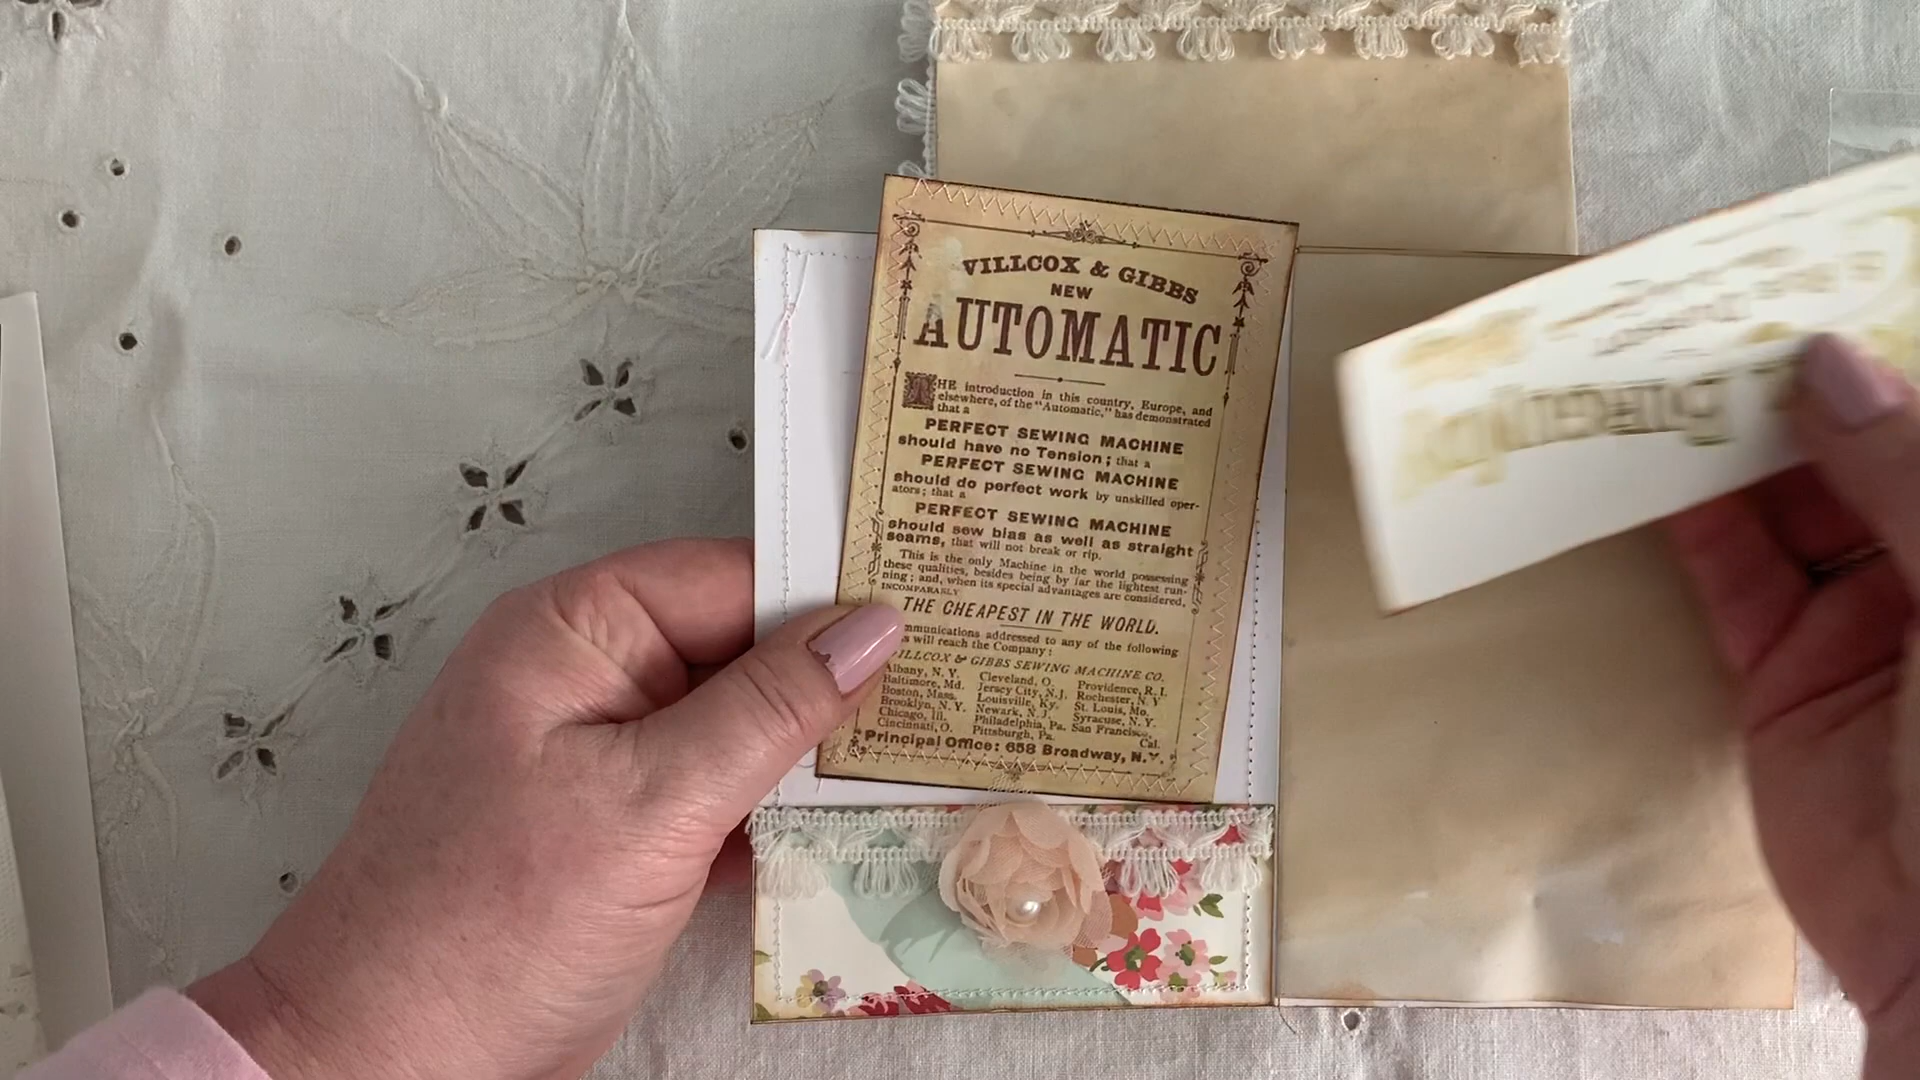 VILLCOX & GIBBS
NEW
AUTOMATIC
THE introduction in this country, Europe, and
elsewhere, of the "Automatic," has demonstrated
that a
PERFECT SEWING MACHINE
should have no Tension; that a
PERFECT SEWING MACHINE
should do perfect work by unskilled oper-
ators; that a
PERFECT SEWING MACHINE
should sew bias as well as straight
seams, that will not break or rip.
This is the only Machine in the world possessing
these qualities, besides being by far the lightest run-
ning; and, when its special advantages are considered,
INCOMPARABLY
THE CHEAPEST IN THE WORLD.
mmunications addressed to any of the following
s will reach the Company:
ILLCOX & GIBBS SEWING MACHINE CO.
Albany, N. Y. Cleveland, O. Providence, R. I.
Baltimore, Md. Jersey City, N. J. Rochester, N. Y
Boston, Mass. Louisville, Ky. St. Louis, Mo.
Brooklyn, N. Y. Newark, N. J. Syracuse, N. Y.
Chicago, Ill. Philadelphia, Pa. San Francisco,
Cincinnati, O. Pittsburgh, Pa. Cal.
Principal Office: 658 Broadway, N. Y.